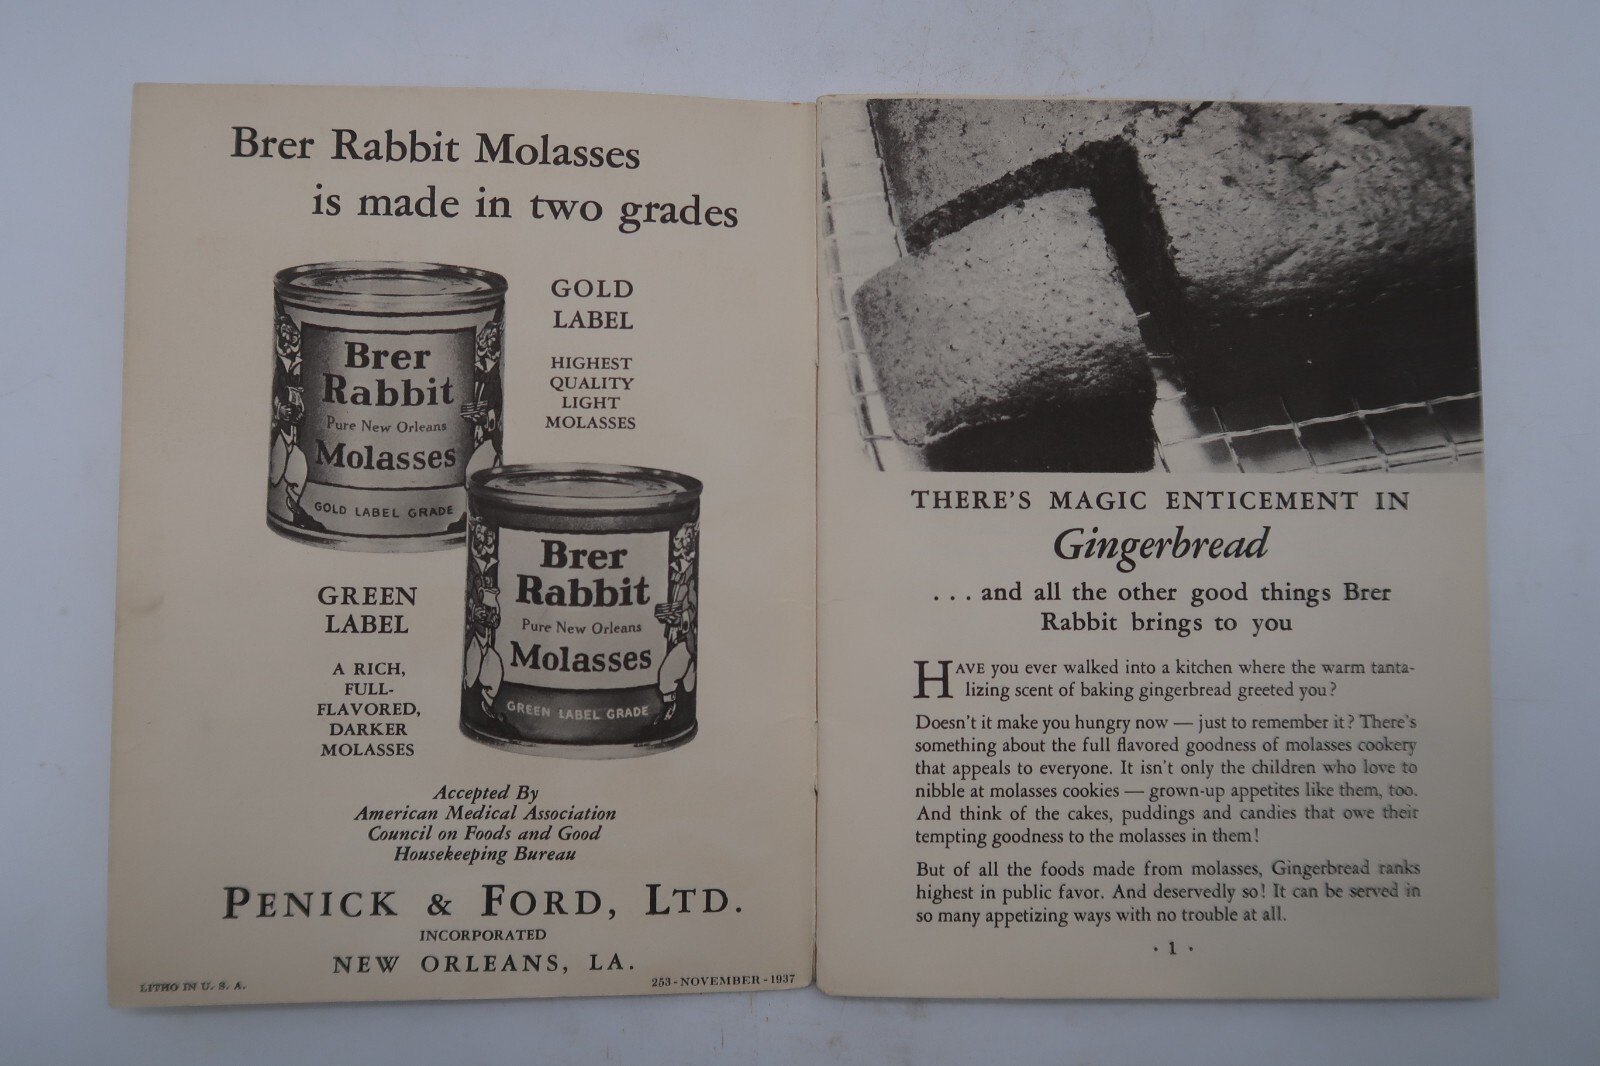 Brer Rabbit Molasses
is made in two grades
Brer
Rabbit
Pure New Orleans
Molasses
GOLD LABEL GRADE
GOLD
LABEL
HIGHEST
QUALITY
LIGHT
MOLASSES
Brer
Rabbit
Pure New Orleans
Molasses
GREEN LABEL GRADE
GREEN
LABEL
A RICH,
FULL-
FLAVORED,
DARKER
MOLASSES
Accepted By
American Medical Association
Council on Foods and Good
Housekeeping Bureau
PENICK & FORD, LTD.
INCORPORATED
NEW ORLEANS, LA.
LITHO IN U. S. A.
253-NOVEMBER-1937
THERE'S MAGIC ENTICEMENT IN
Gingerbread
... and all the other good things Brer
Rabbit brings to you
HAVE you ever walked into a kitchen where the warm tanta-
lizing scent of baking gingerbread greeted you?
Doesn't it make you hungry now — just to remember it? There's
something about the full flavored goodness of molasses cookery
that appeals to everyone. It isn't only the children who love to
nibble at molasses cookies — grown-up appetites like them, too.
And think of the cakes, puddings and candies that owe their
tempting goodness to the molasses in them!
But of all the foods made from molasses, Gingerbread ranks
highest in public favor. And deservedly so! It can be served in
so many appetizing ways with no trouble at all.
· 1 ·